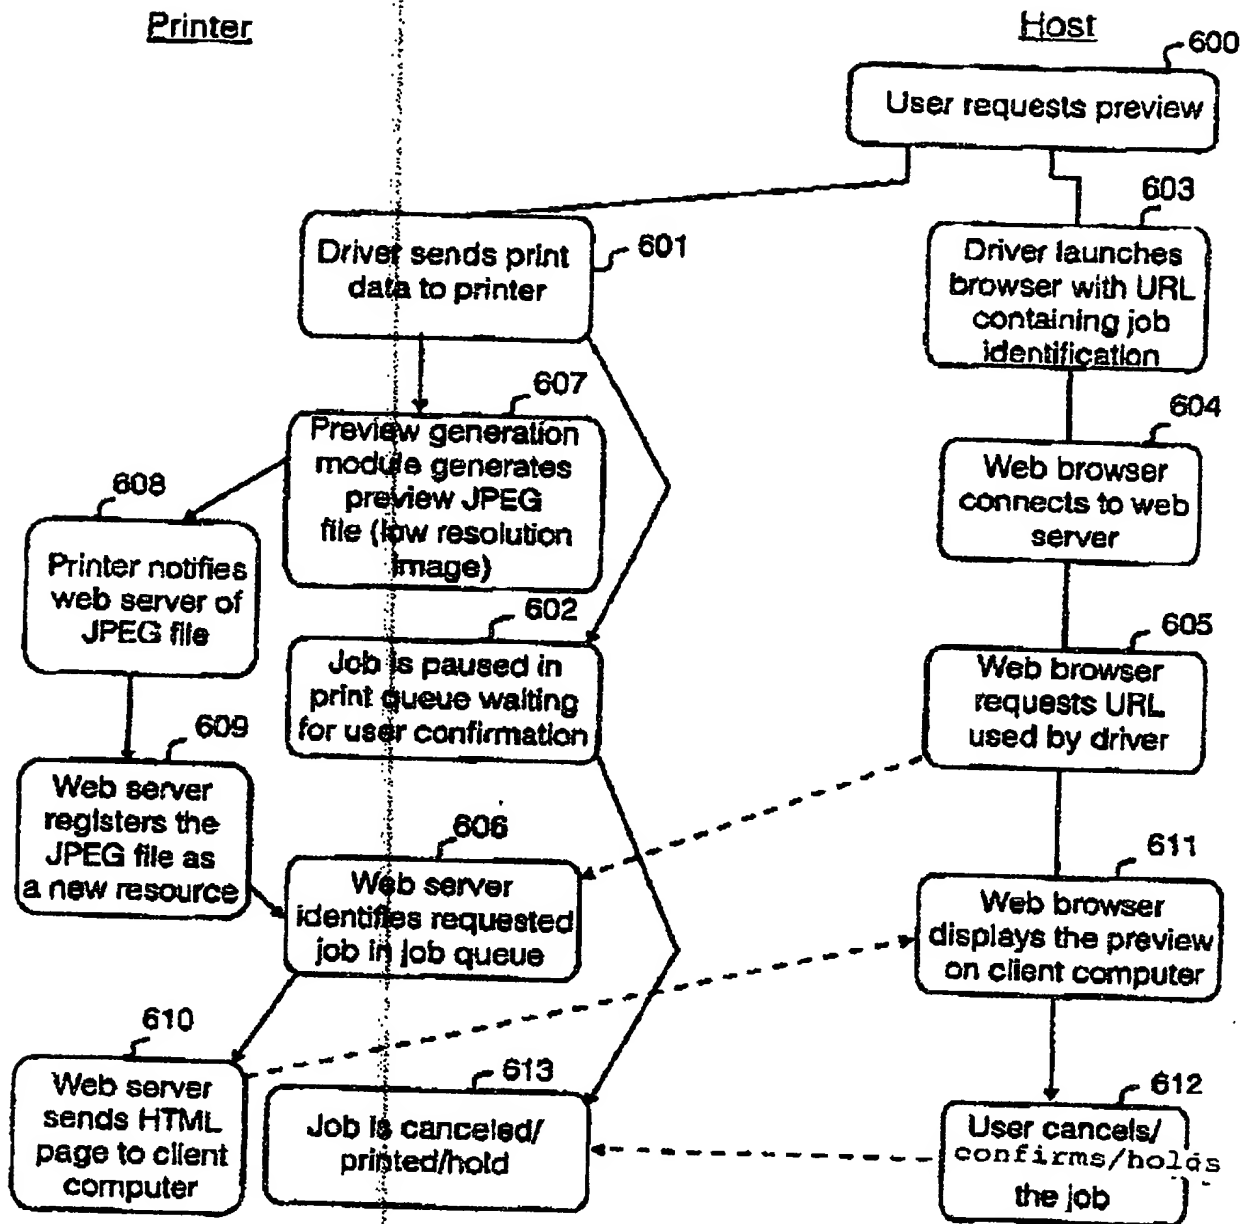 Printer
Host
600
User requests preview
603
Driver sends print
data to printer
601
Driver launches
browser with URL
containing job
identification
607
Preview generation
module generates
preview JPEG
file (low resolution
image)
604
Web browser
connects to web
server
608
Printer notifies
web server of
JPEG file
602
Job is paused in
print queue waiting
for user confirmation
605
Web browser
requests URL
used by driver
609
Web server
registers the
JPEG file as
a new resource
606
Web server
identifies requested
job in job queue
611
Web browser
displays the preview
on client computer
610
Web server
sends HTML
page to client
computer
613
Job is canceled/
printed/hold
612
User cancels/
confirms/holds
the job